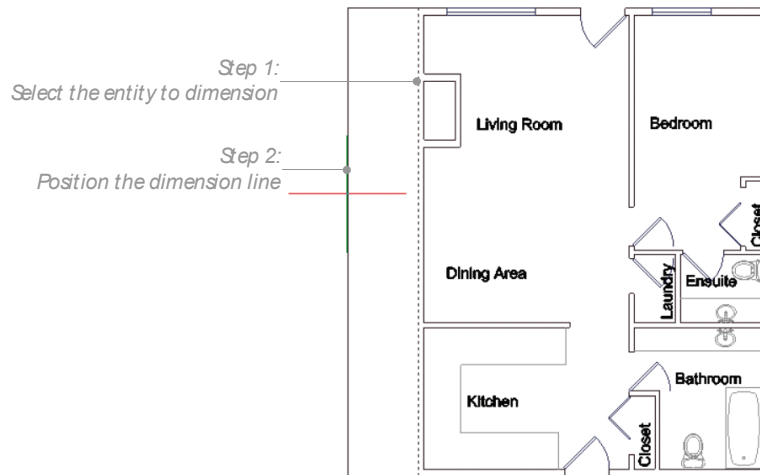 Step 1:
Select the entity to dimension
Step 2:
Position the dimension line
Living Room
Bedroom
Closet
Dining Area
Laundry
Ensuite
Kitchen
Bathroom
Closet